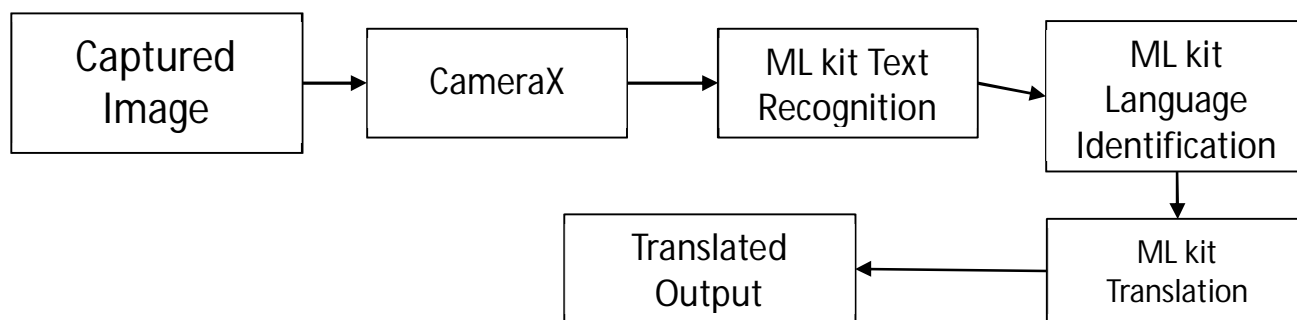 Captured
Image
CameraX
ML kit Text
Recognition
ML kit
Language
Identification
ML kit
Translation
Translated
Output